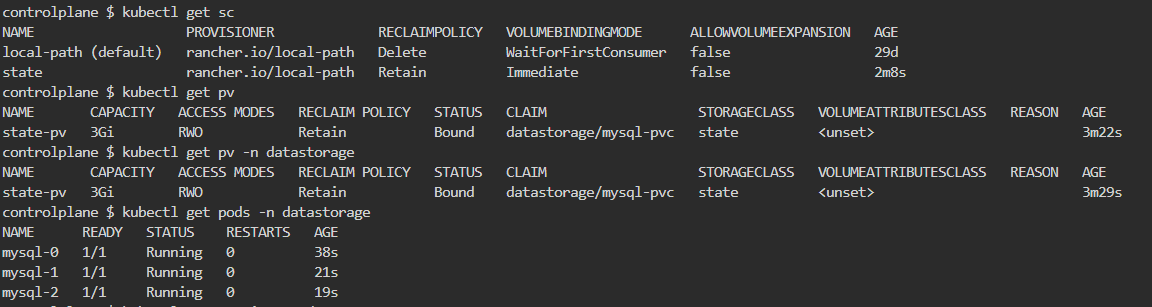 controlplane $ kubectl get sc
NAME                   PROVISIONER             RECLAIMPOLICY   VOLUMEBINDINGMODE      ALLOWVOLUMEEXPANSION   AGE
local-path (default)   rancher.io/local-path   Delete          WaitForFirstConsumer   false                  29d
state                  rancher.io/local-path   Retain          Immediate              false                  2m8s
controlplane $ kubectl get pv
NAME       CAPACITY   ACCESS MODES   RECLAIM POLICY   STATUS   CLAIM                   STORAGECLASS   VOLUMEATTRIBUTESCLASS   REASON   AGE
state-pv   3Gi        RWO            Retain           Bound    datastorage/mysql-pvc   state          <unset>                          3m22s
controlplane $ kubectl get pv -n datastorage
NAME       CAPACITY   ACCESS MODES   RECLAIM POLICY   STATUS   CLAIM                   STORAGECLASS   VOLUMEATTRIBUTESCLASS   REASON   AGE
state-pv   3Gi        RWO            Retain           Bound    datastorage/mysql-pvc   state          <unset>                          3m29s
controlplane $ kubectl get pods -n datastorage
NAME      READY   STATUS    RESTARTS   AGE
mysql-0   1/1     Running   0          38s
mysql-1   1/1     Running   0          21s
mysql-2   1/1     Running   0          19s